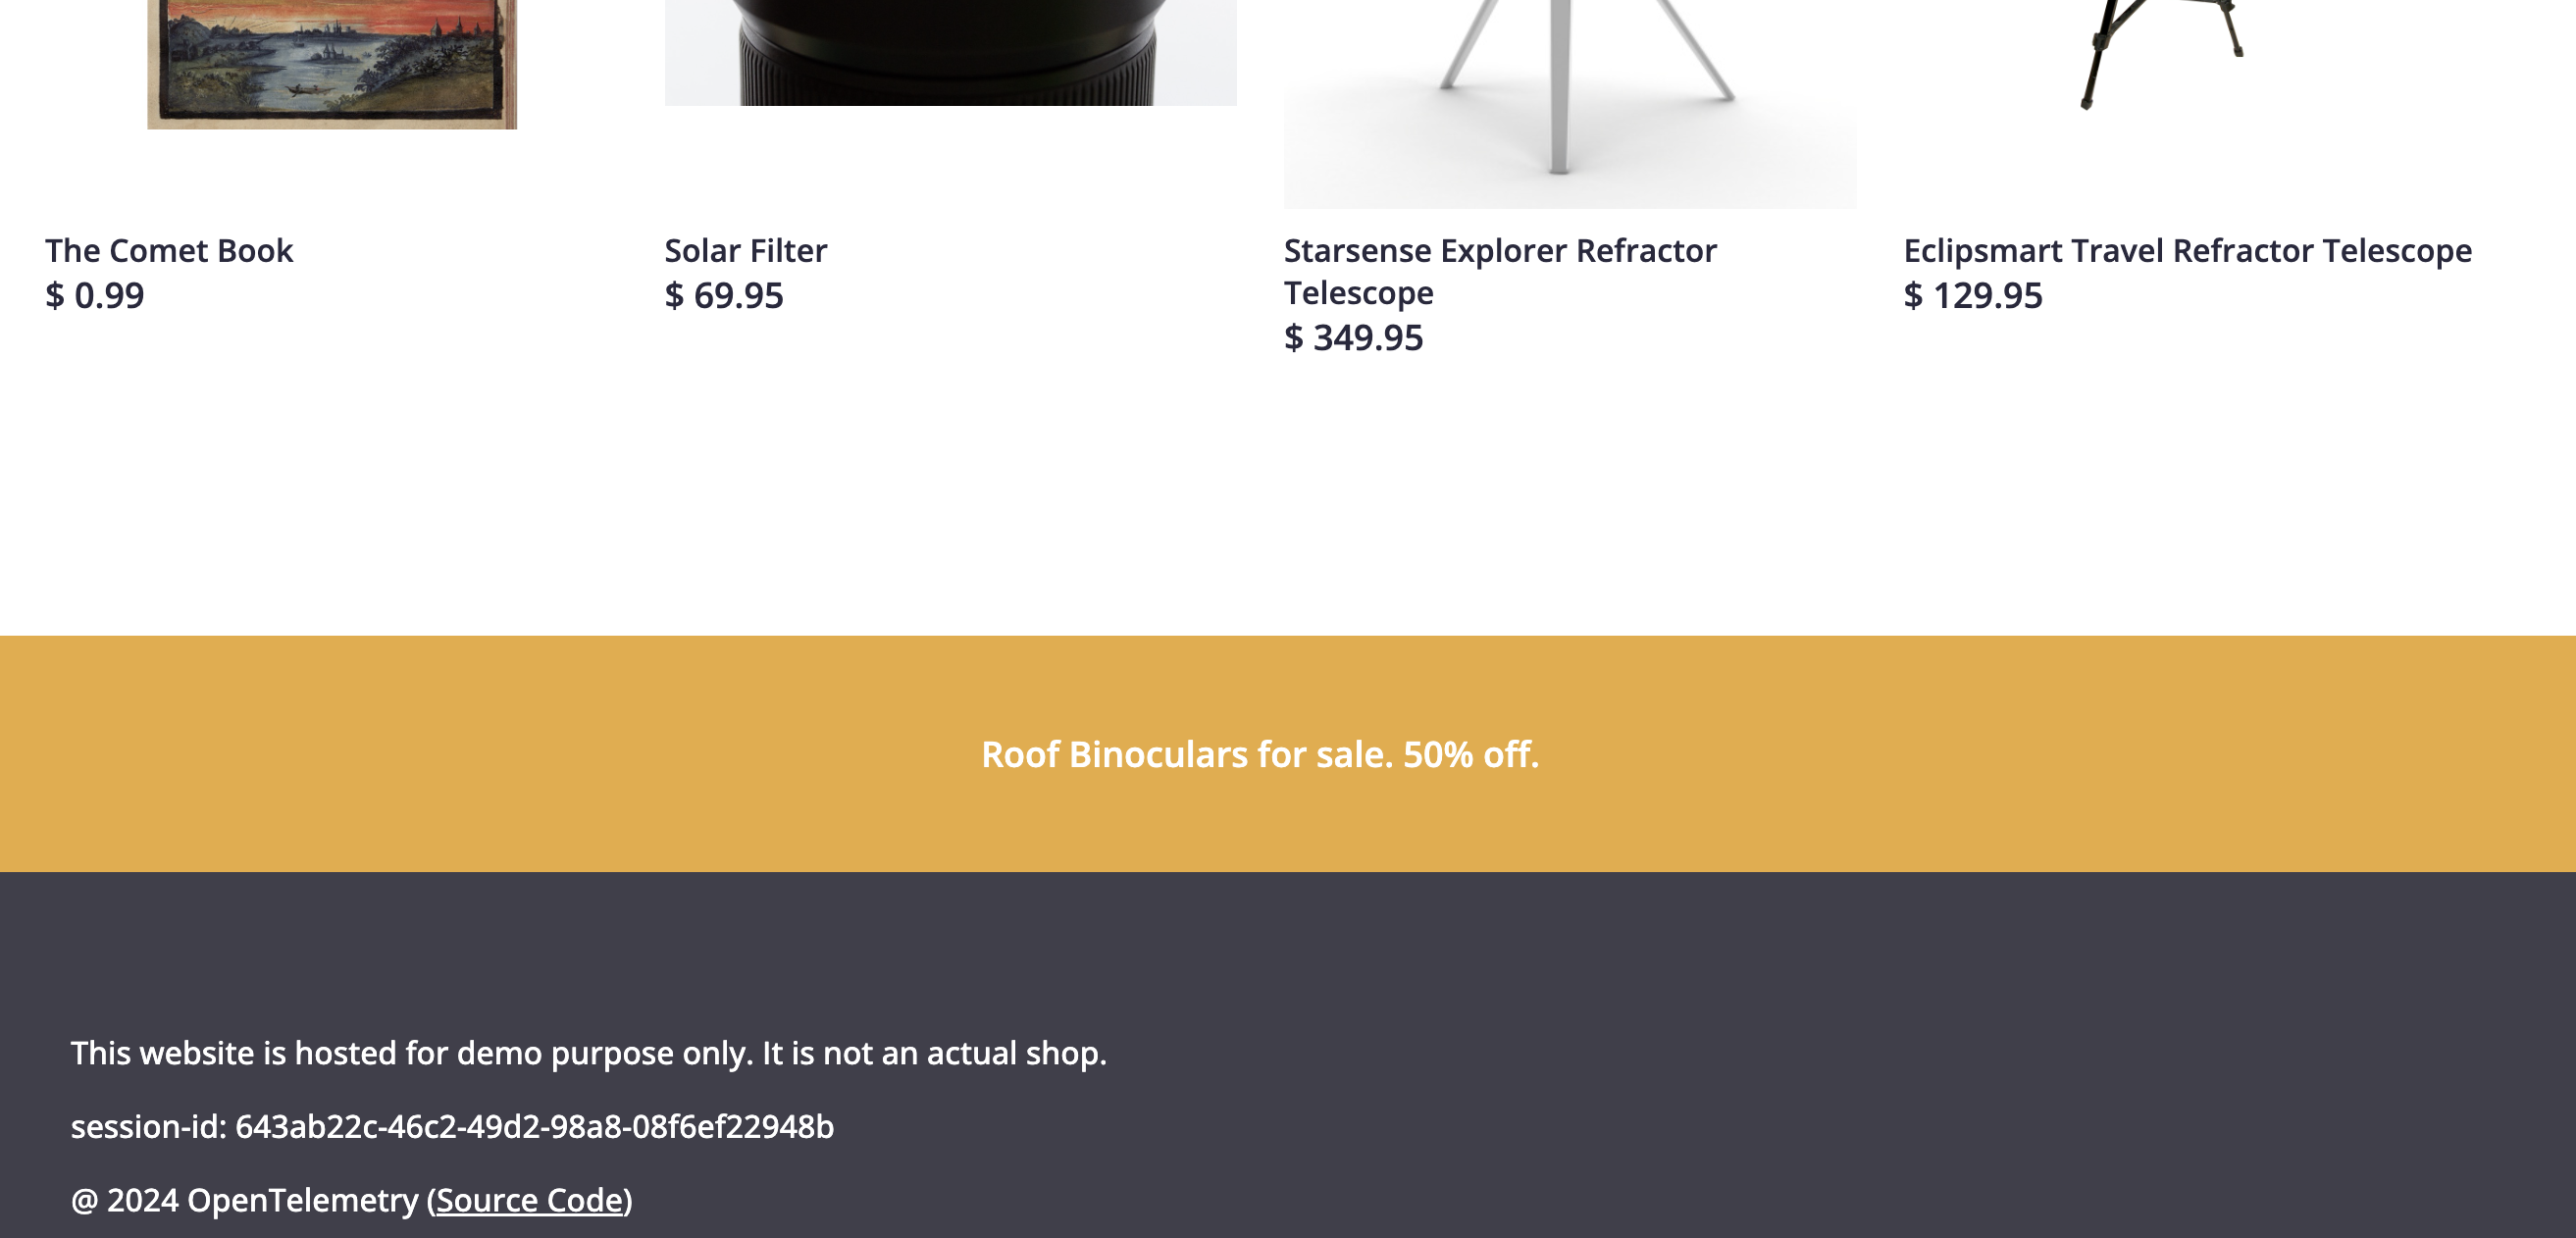 The Comet Book
$ 0.99
Solar Filter
$ 69.95
Starsense Explorer Refractor
Telescope
$ 349.95
Eclipsmart Travel Refractor Telescope
$ 129.95
Roof Binoculars for sale. 50% off.
This website is hosted for demo purpose only. It is not an actual shop.
session-id: 643ab22c-46c2-49d2-98a8-08f6ef22948b
@ 2024 OpenTelemetry (Source Code)